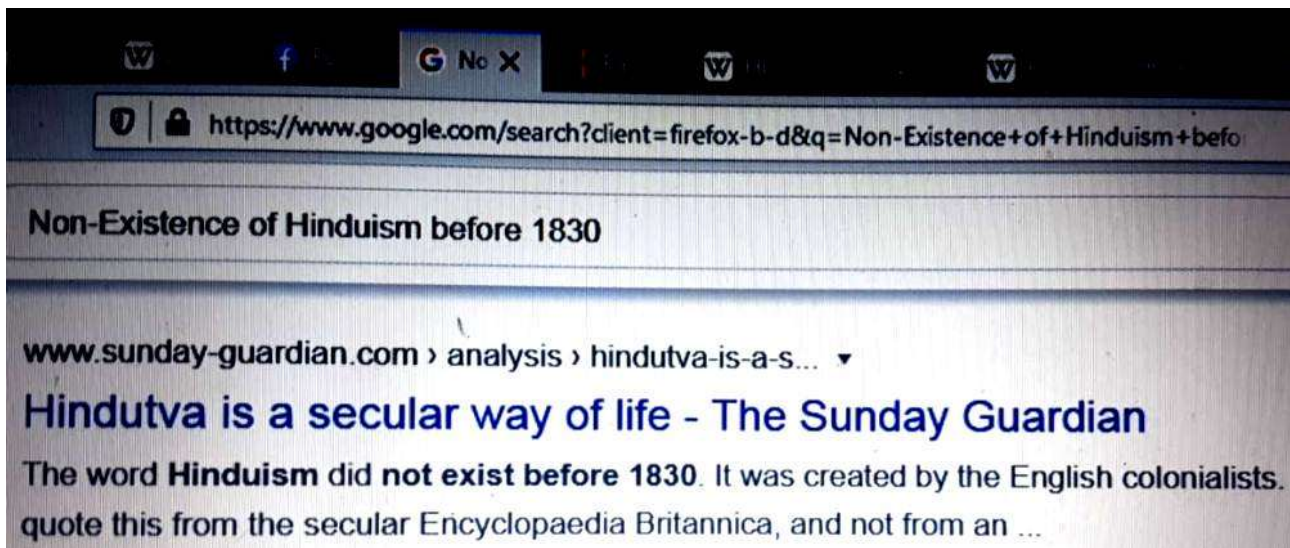 No
https://www.google.com/search?client=firefox-b-d&q=Non-Existence+of+Hinduism+befo
Non-Existence of Hinduism before 1830
www.sunday-guardian.com › analysis › hindutva-is-a-s...
Hindutva is a secular way of life - The Sunday Guardian
The word Hinduism did not exist before 1830. It was created by the English colonialists.
quote this from the secular Encyclopaedia Britannica, and not from an ...